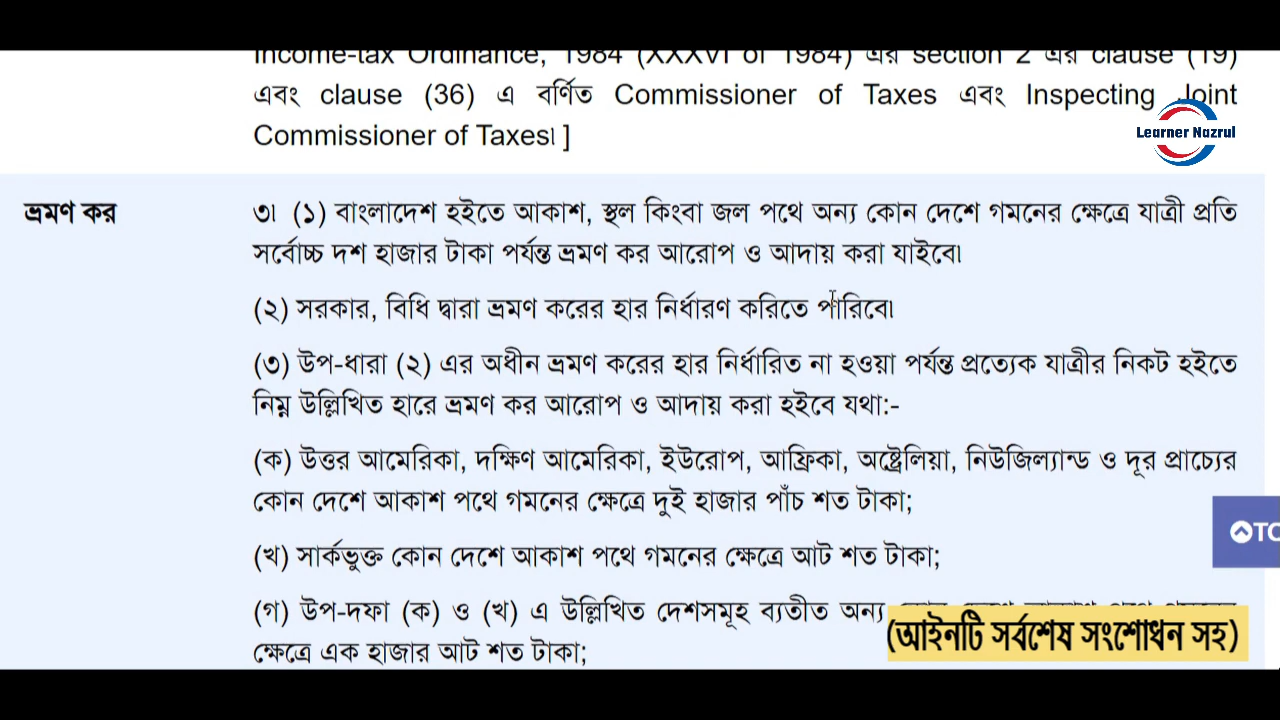 Income-tax Ordinance, 1984 (XXXVI of 1984) এর section 2 এর clause (19)
এবং clause (36) এ বর্ণিত Commissioner of Taxes এবং Inspecting Joint
Commissioner of Taxes৷ ]
Learner Nazrul
ভ্রমণ কর
৩৷ (১) বাংলাদেশ হইতে আকাশ, স্থল কিংবা জল পথে অন্য কোন দেশে গমনের ক্ষেত্রে যাত্রী প্রতি
সর্বোচ্চ দশ হাজার টাকা পর্যন্ত ভ্রমণ কর আরোপ ও আদায় করা যাইবে৷
(২) সরকার, বিধি দ্বারা ভ্রমণ করের হার নির্ধারণ করিতে পারিবে৷
(৩) উপ-ধারা (২) এর অধীন ভ্রমণ করের হার নির্ধারিত না হওয়া পর্যন্ত প্রত্যেক যাত্রীর নিকট হইতে
নিম্ন উল্লিখিত হারে ভ্রমণ কর আরোপ ও আদায় করা হইবে যথা:-
(ক) উত্তর আমেরিকা, দক্ষিণ আমেরিকা, ইউরোপ, আফ্রিকা, অষ্ট্রেলিয়া, নিউজিল্যান্ড ও দূর প্রাচ্যের
কোন দেশে আকাশ পথে গমনের ক্ষেত্রে দুই হাজার পাঁচ শত টাকা;
(খ) সার্কভুক্ত কোন দেশে আকাশ পথে গমনের ক্ষেত্রে আট শত টাকা;
(গ) উপ-দফা (ক) ও (খ) এ উল্লিখিত দেশসমূহ ব্যতীত অন্য
ক্ষেত্রে এক হাজার আট শত টাকা;
(আইনটি সর্বশেষ সংশোধন সহ)